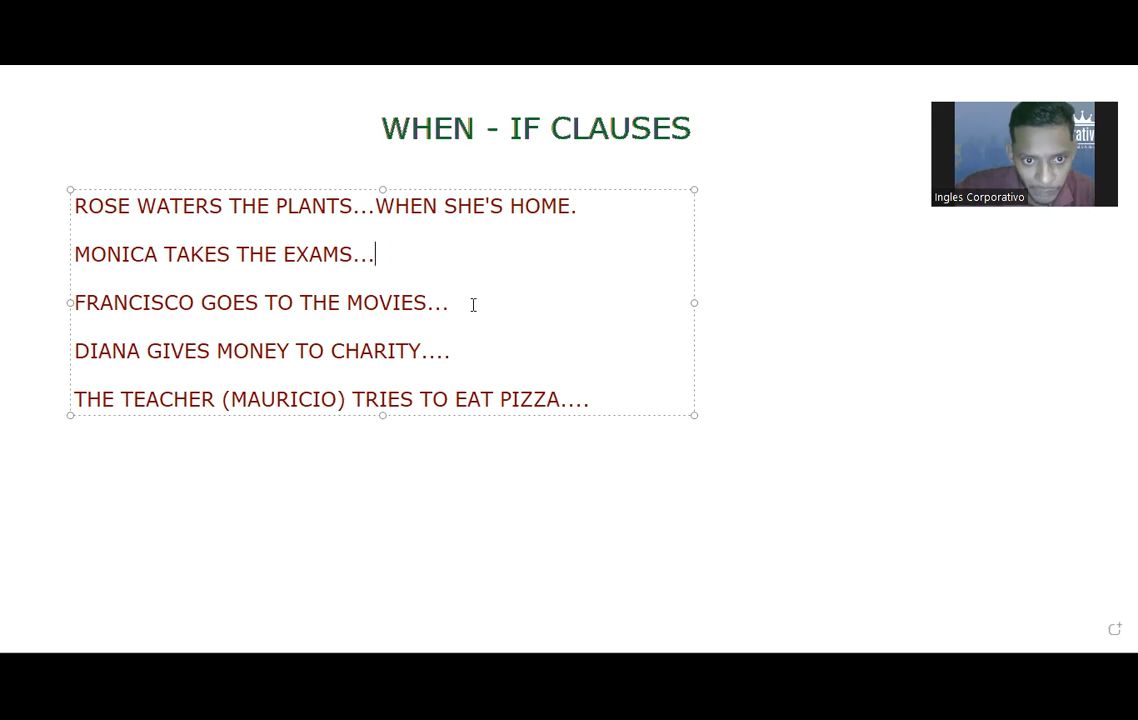 WHEN - IF CLAUSES
ROSE WATERS THE PLANTS...WHEN SHE'S HOME.
MONICA TAKES THE EXAMS...
FRANCISCO GOES TO THE MOVIES...
DIANA GIVES MONEY TO CHARITY....
THE TEACHER (MAURICIO) TRIES TO EAT PIZZA....
Ingles Corporativo